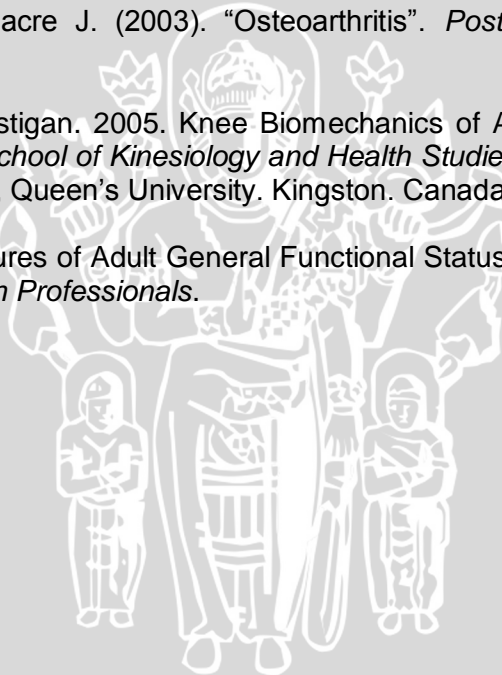 acre J. (2003). “Osteoarthritis”. Post
stigan. 2005. Knee Biomechanics of A
chool of Kinesiology and Health Studie
Queen’s University. Kingston. Canada
ures of Adult General Functional Status
n Professionals.